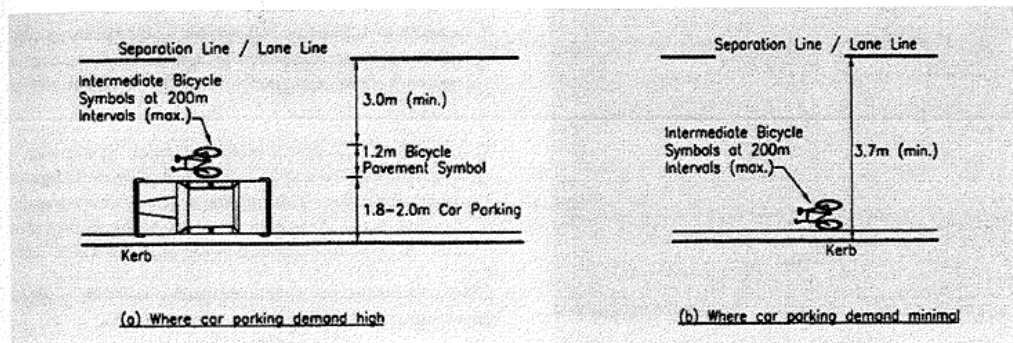 Separation Line / Lane Line
Intermediate Bicycle
Symbols at 200m
Intervals (max.)
3.0m (min.)
1.2m Bicycle
Pavement Symbol
1.8-2.0m Car Parking
Kerb
(a) Where car parking demand high
Separation Line / Lane Line
Intermediate Bicycle
Symbols at 200m
Intervals (max.)
3.7m (min.)
Kerb
(b) Where car parking demand minimal